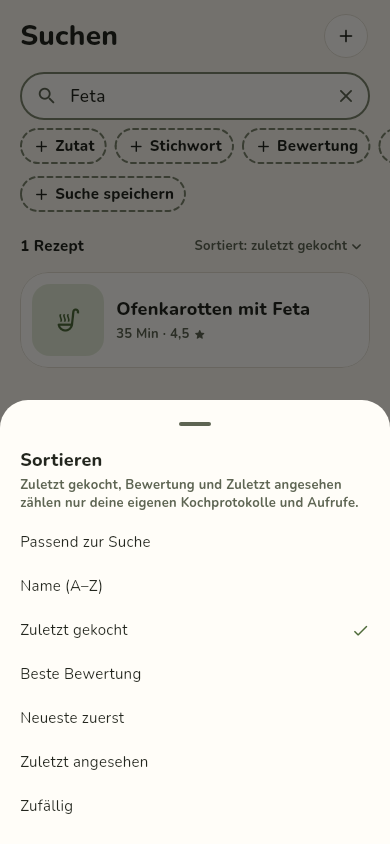 Suchen
Feta
Zutat
Stichwort
Bewertung
Suche speichern
1 Rezept
Sortiert: zuletzt gekocht
Ofenkarotten mit Feta
35 Min · 4,5 ★
Sortieren
Zuletzt gekocht, Bewertung und Zuletzt angesehen
zählen nur deine eigenen Kochprotokolle und Aufrufe.
Passend zur Suche
Name (A–Z)
Zuletzt gekocht
Beste Bewertung
Neueste zuerst
Zuletzt angesehen
Zufällig